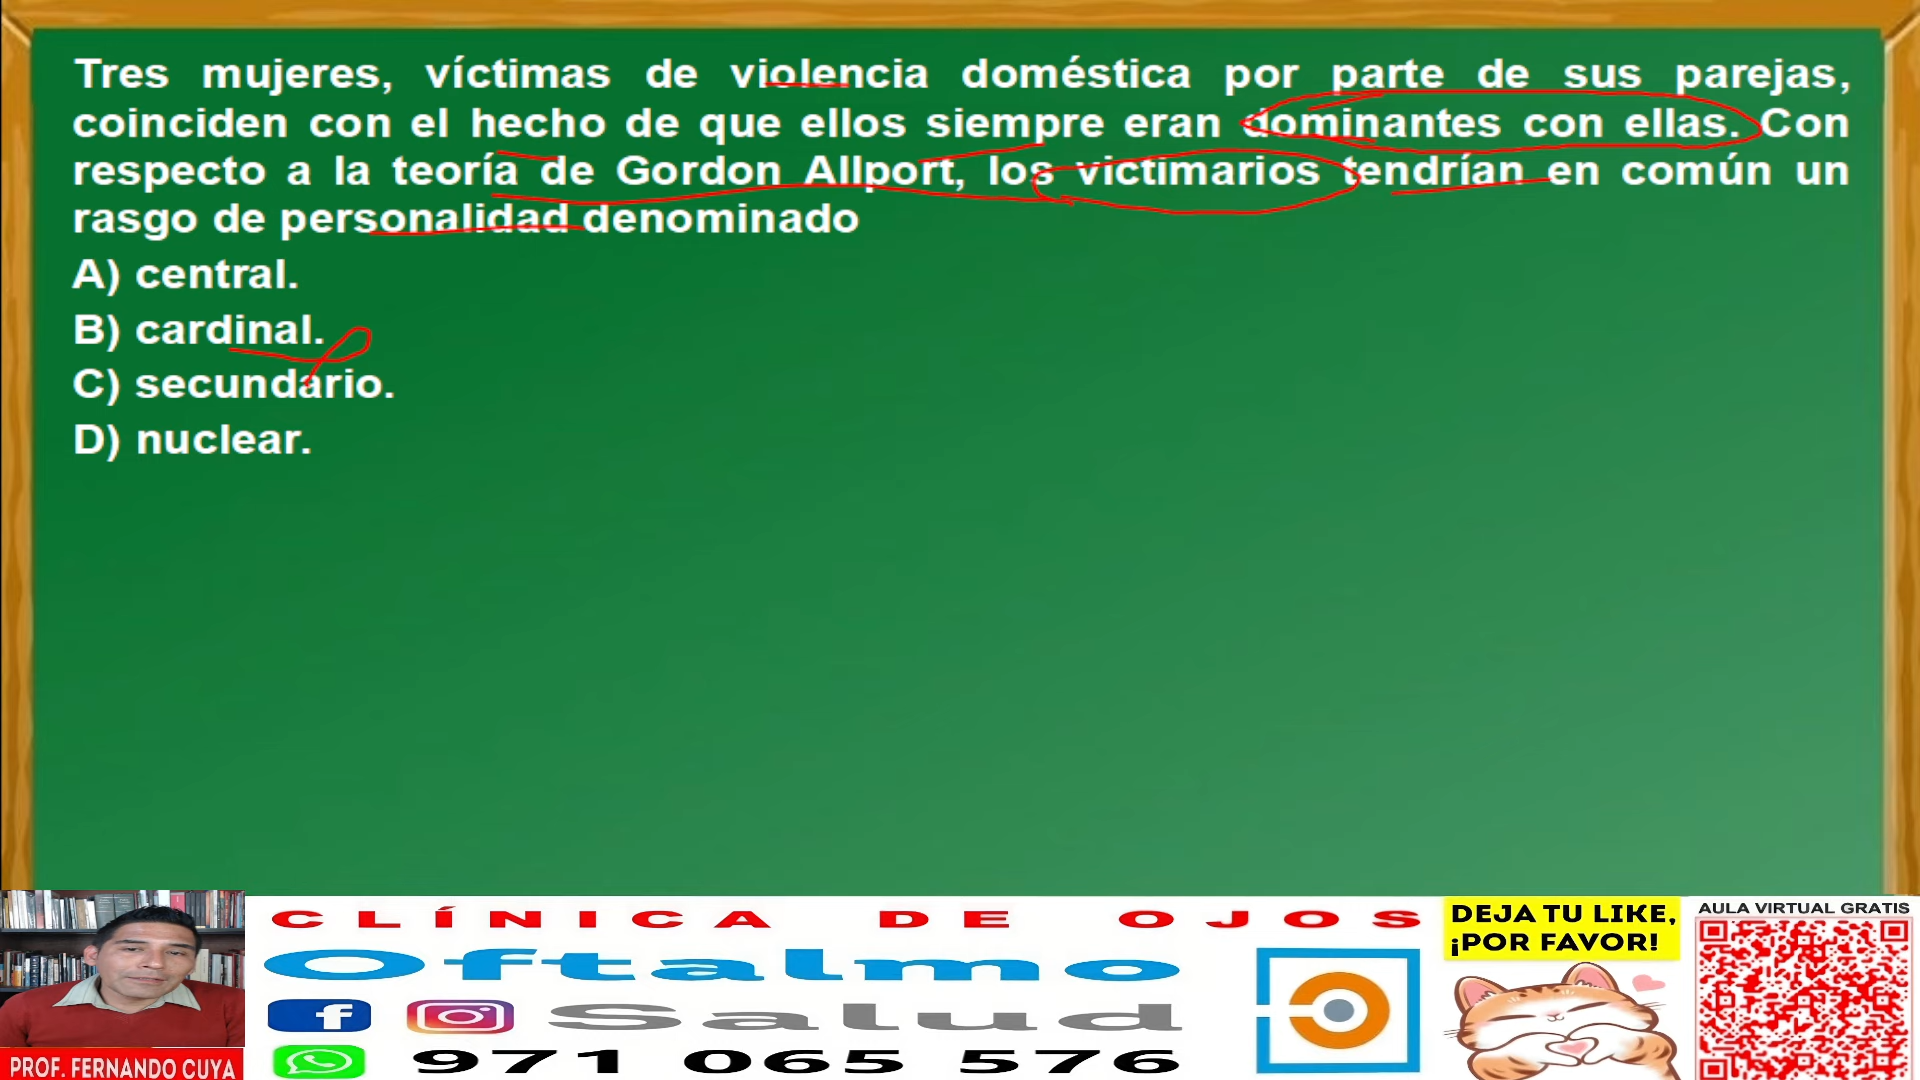 Tres mujeres, víctimas de violencia doméstica por parte de sus parejas,
coinciden con el hecho de que ellos siempre eran dominantes con ellas. Con
respecto a la teoría de Gordon Allport, los victimarios tendrían en común un
rasgo de personalidad denominado
A) central.
B) cardinal.
C) secundario.
D) nuclear.
CLÍNICA DE OJOS
Oftalmo
Salud
971 065 576
DEJA TU LIKE,
¡POR FAVOR!
AULA VIRTUAL GRATIS
PROF. FERNANDO CUYA